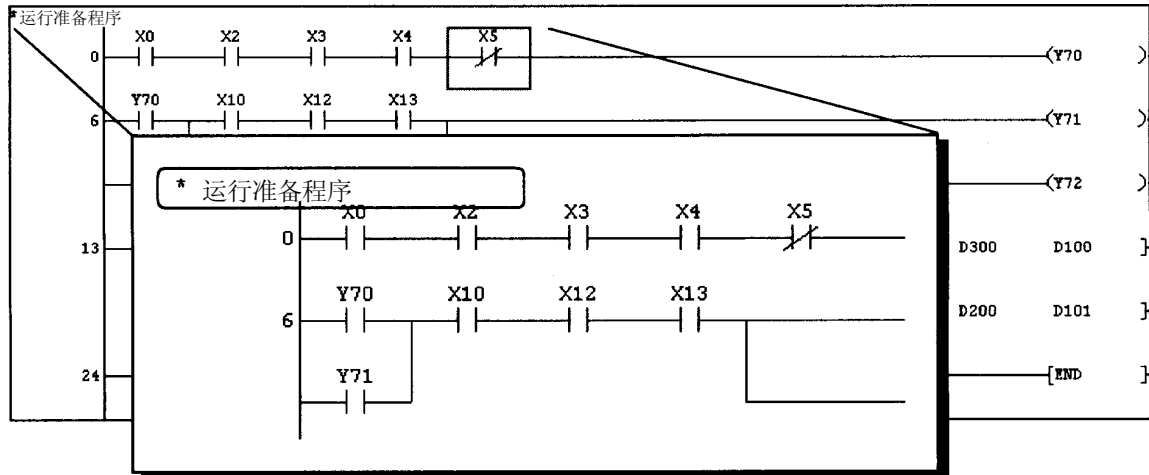 *运行准备程序
X0 X2 X3 X4 X5
0 (Y70 )
Y70 X10 X12 X13
6 (Y71 )
(Y72 )
* 运行准备程序
X0 X2 X3 X4 X5
0
13 D300 D100 ]
Y70 X10 X12 X13
6
D200 D101 ]
Y71
24 [END ]